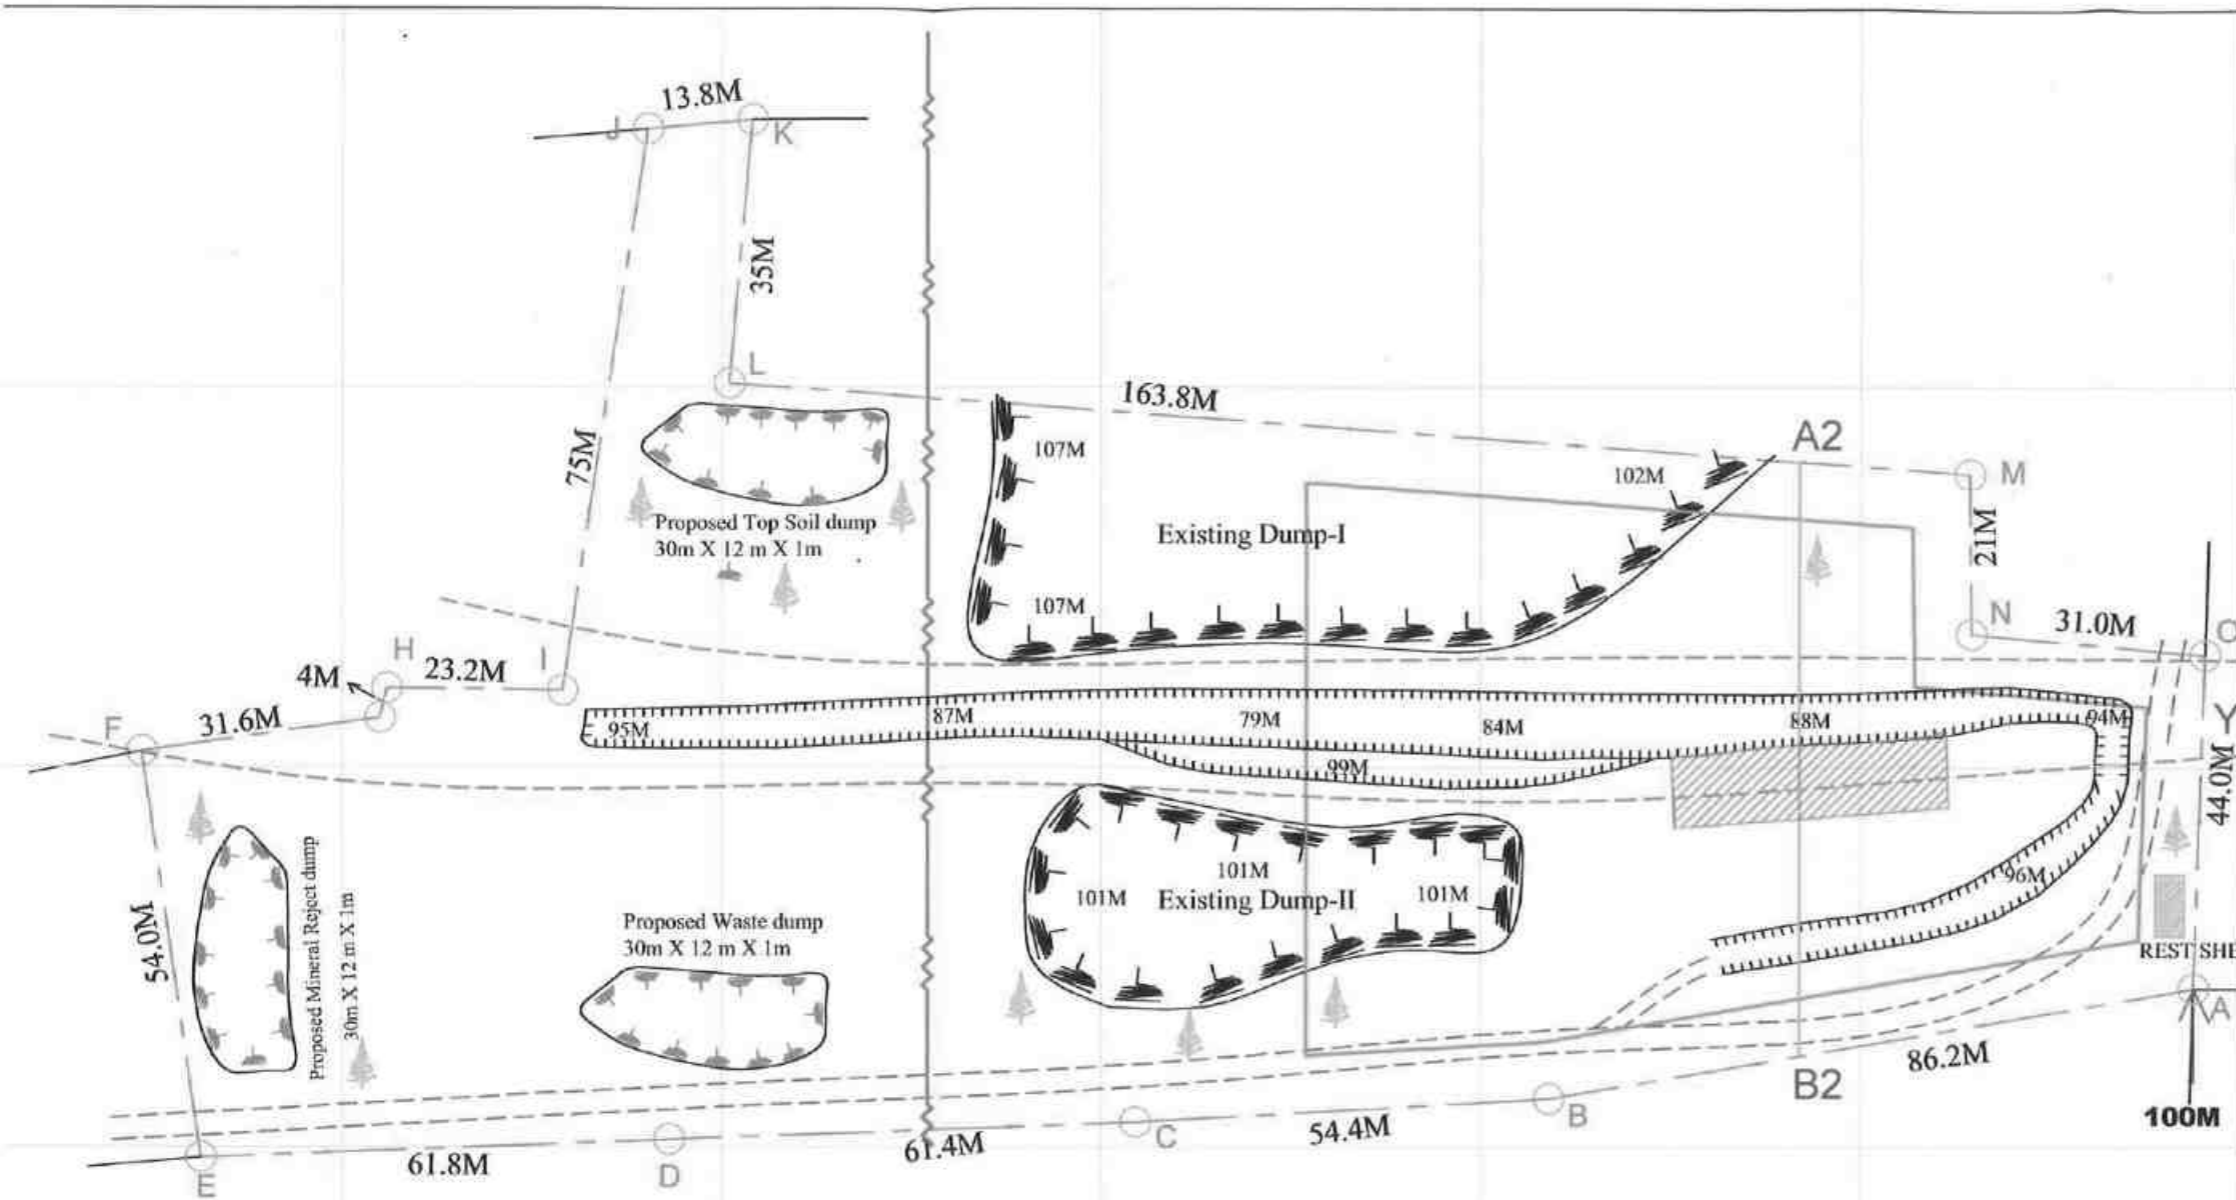 13.8M
J
K
35M
L
163.8M
A2
M
75M
107M
102M
Proposed Top Soil dump
30m X 12 m X 1m
Existing Dump-I
21M
107M
N
31.0M
H
I
4M
23.2M
F
31.6M
95M
87M
79M
84M
88M
94M
Y
99M
44.0M
101M
101M
101M
Existing Dump-II
96M
Proposed Mineral Reject dump
30m X 12 m X 1m
54.0M
Proposed Waste dump
30m X 12 m X 1m
REST SHE
A
86.2M
B2
B
100M
C
54.4M
61.4M
D
61.8M
E